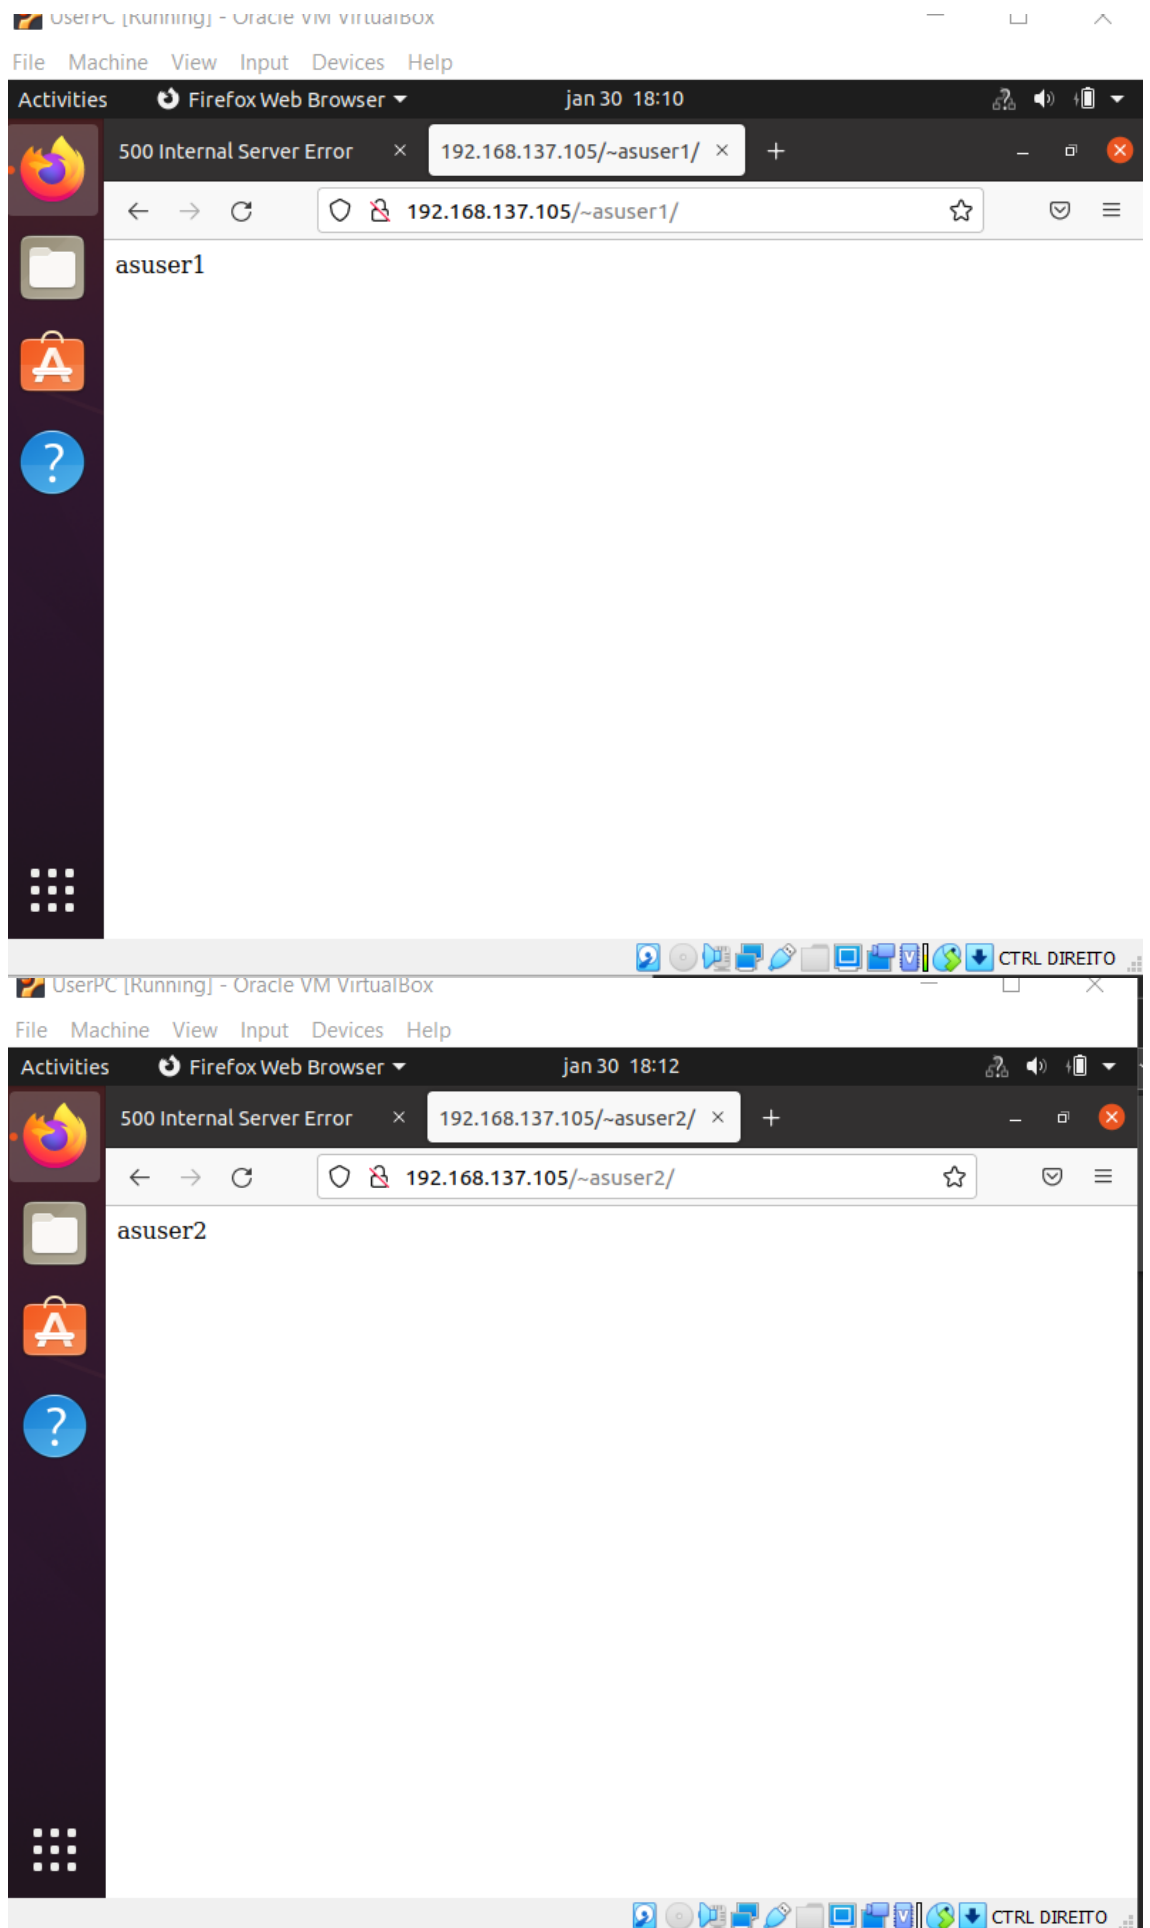 UserPC [Running] - Oracle VM VirtualBox
File Machine View Input Devices Help
Activities Firefox Web Browser jan 30 18:10
500 Internal Server Error 192.168.137.105/~asuser1/
192.168.137.105/~asuser1/
asuser1
CTRL DIREITO
UserPC [Running] - Oracle VM VirtualBox
File Machine View Input Devices Help
Activities Firefox Web Browser jan 30 18:12
500 Internal Server Error 192.168.137.105/~asuser2/
192.168.137.105/~asuser2/
asuser2
CTRL DIREITO